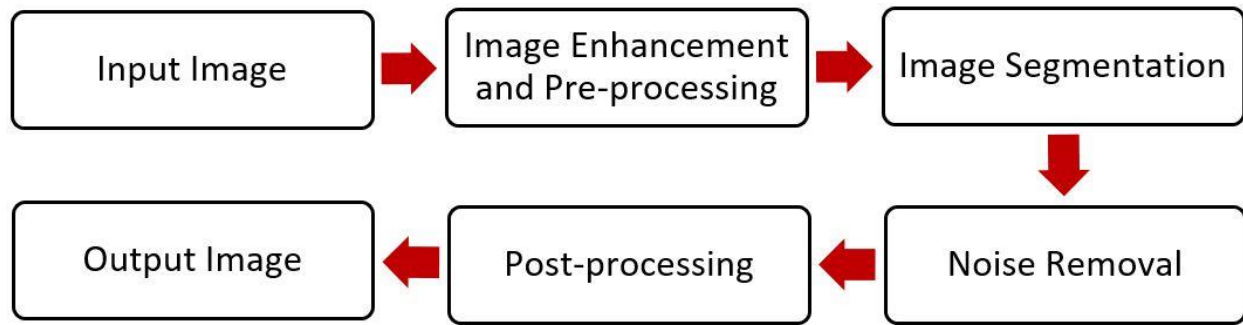 Input Image
Image Enhancement
and Pre-processing
Image Segmentation
Noise Removal
Post-processing
Output Image